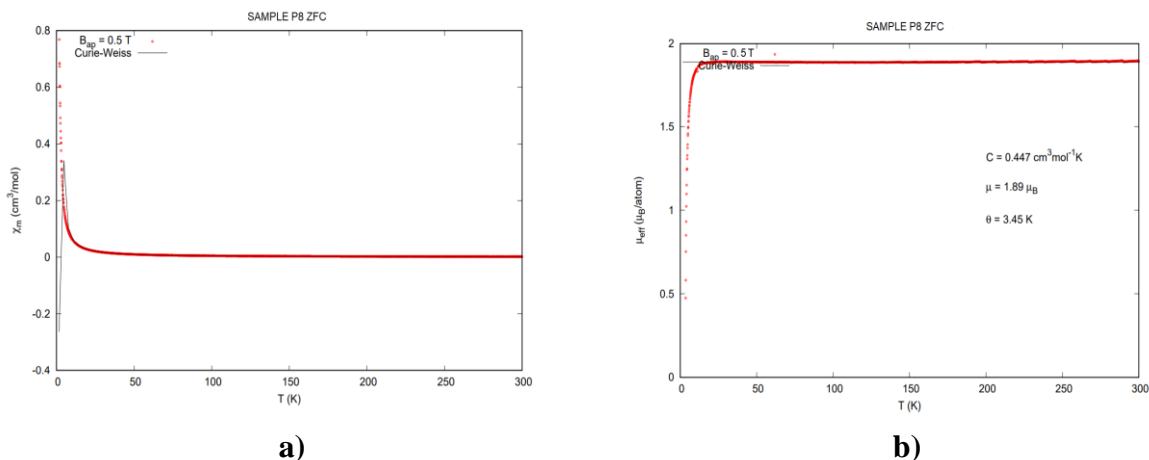 SAMPLE P8 ZFC
B_ap = 0.5 T
Curie-Weiss
0.8
0.6
0.4
0.2
0
-0.2
-0.4
χ_m (cm³/mol)
0 50 100 150 200 250 300
T (K)
a)
SAMPLE P8 ZFC
B_ap = 0.5 T
Curie-Weiss
2
1.5
1
0.5
0
μ_eff (μ_B/atom)
C = 0.447 cm³mol⁻¹K
μ = 1.89 μ_B
θ = 3.45 K
0 50 100 150 200 250 300
T (K)
b)